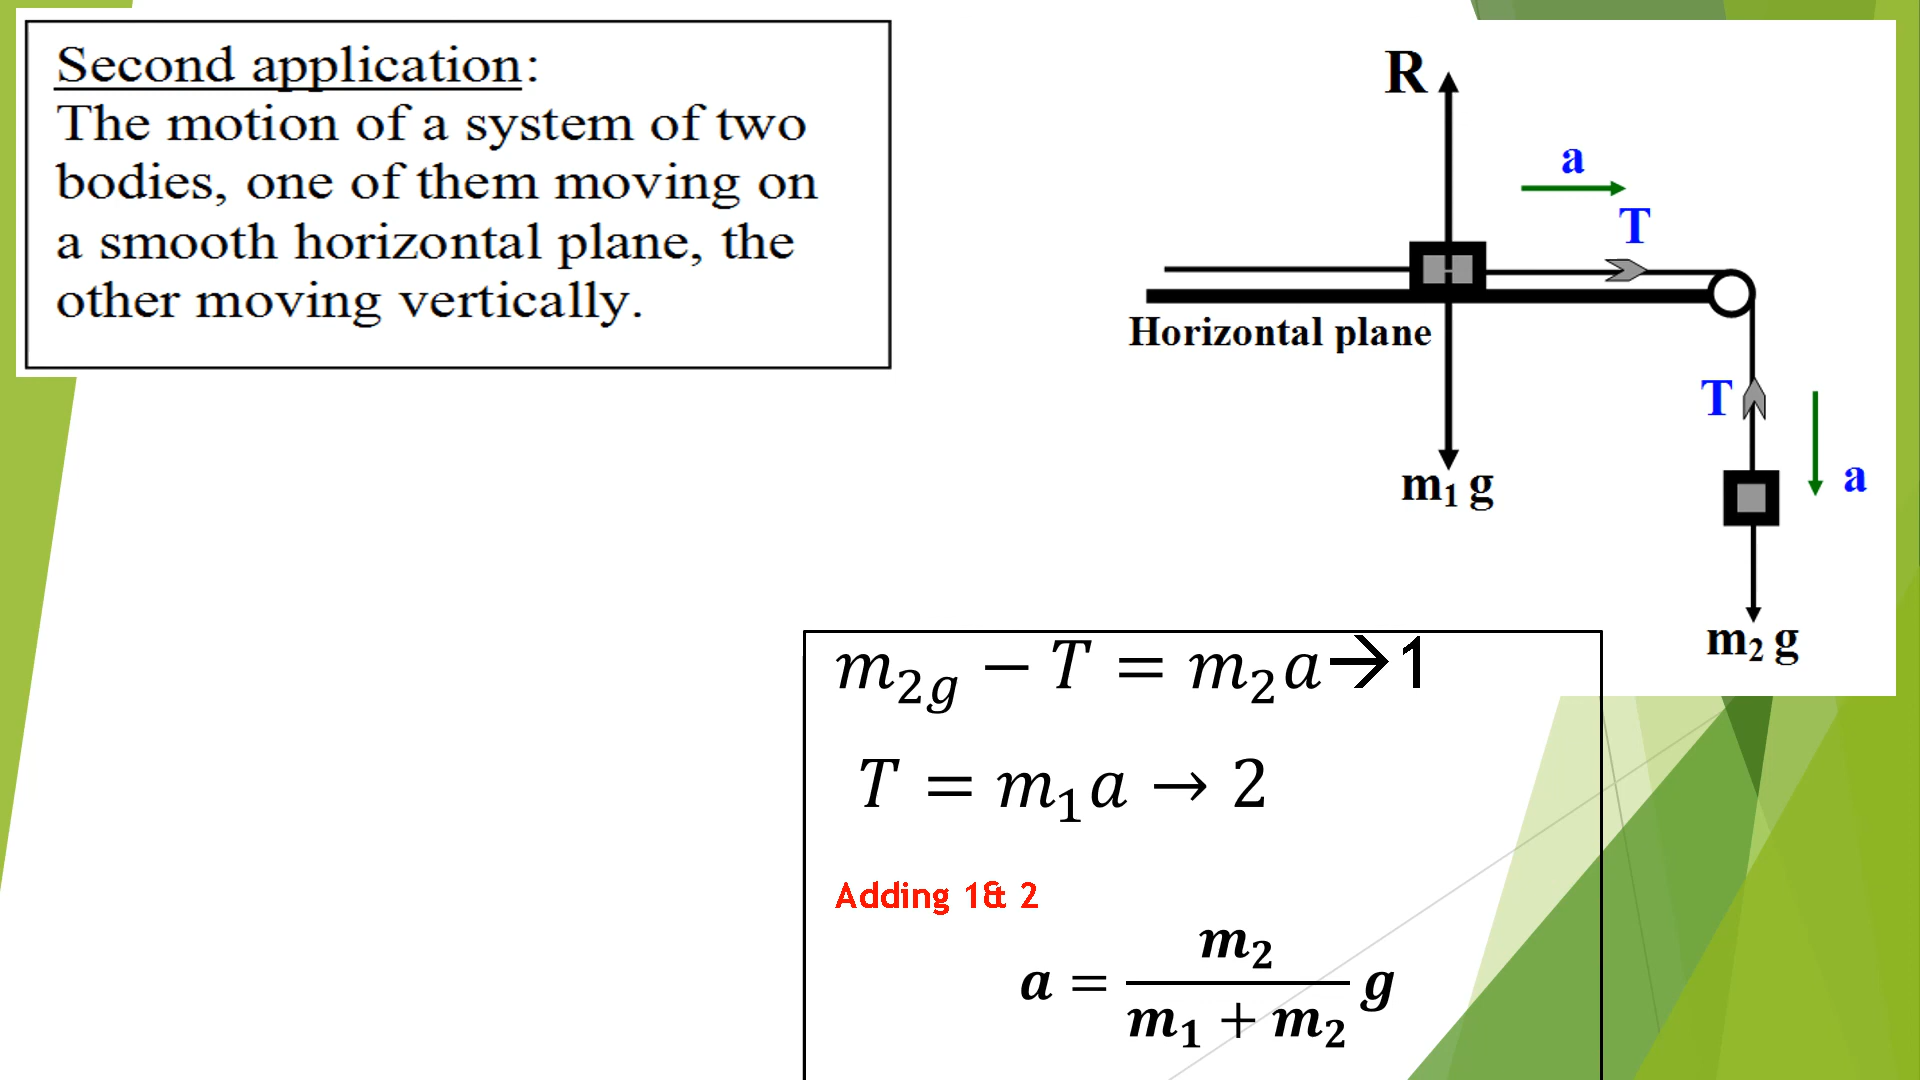 Second application:
The motion of a system of two
bodies, one of them moving on
a smooth horizontal plane, the
other moving vertically.
R
a
T
Horizontal plane
T
a
m₁ g
m₂ g
m₂g − T = m₂a→1
T = m₁a → 2
Adding 1& 2
a = m₂ / (m₁ + m₂) g